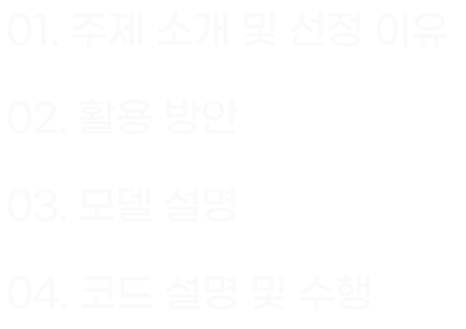 01. 주제 소개 및 선정 이유
02. 활용 방안
03. 모델 설명
04. 코드 설명 및 수행